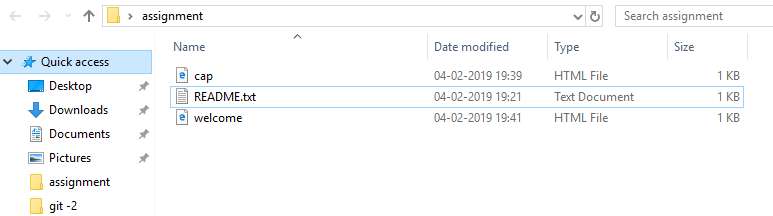 assignment
Search assignment
Name Date modified Type Size
Quick access
Desktop
Downloads
Documents
Pictures
assignment
git -2
cap 04-02-2019 19:39 HTML File 1 KB
README.txt 04-02-2019 19:21 Text Document 1 KB
welcome 04-02-2019 19:41 HTML File 1 KB